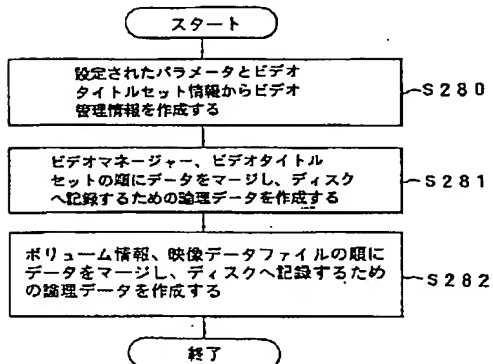 スタート
設定されたパラメータとビデオ
タイトルセット情報からビデオ
管理情報を作成する
S280
ビデオマネージャー、ビデオタイトル
セットの順にデータをマージし、ディスク
へ記録するための論理データを作成する
S281
ボリューム情報、映像データファイルの順に
データをマージし、ディスクへ記録するため
の論理データを作成する
S282
終了